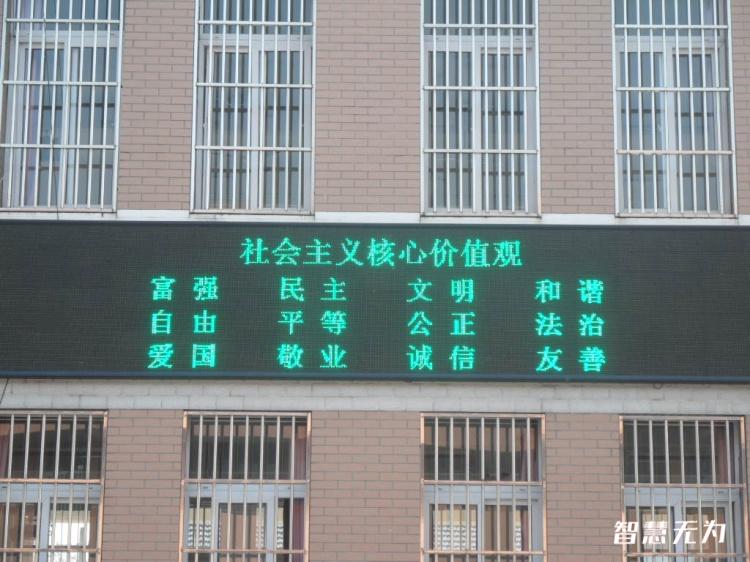 社会主义核心价值观
富强 民主 文明 和谐
自由 平等 公正 法治
爱国 敬业 诚信 友善
智慧无为